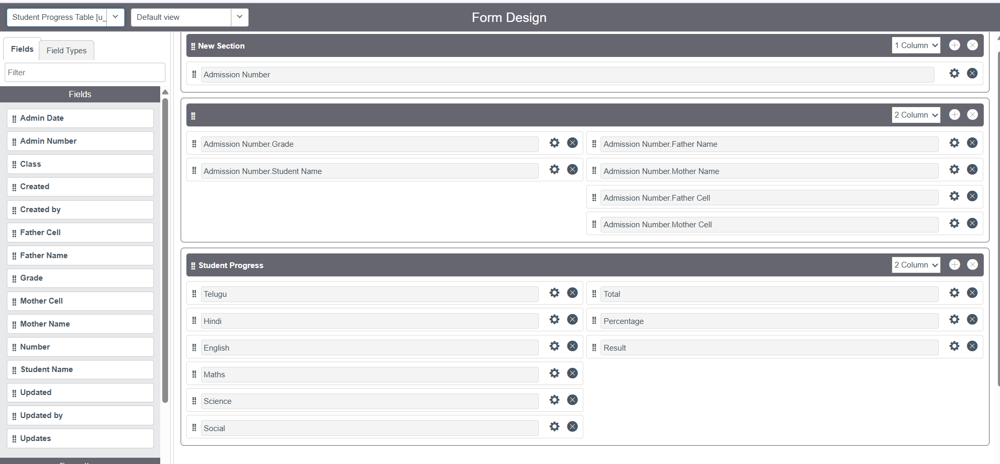 Student Progress Table [u_
Default view
Form Design
Fields
Field Types
Filter
Fields
Admin Date
Admin Number
Class
Created
Created by
Father Cell
Father Name
Grade
Mother Cell
Mother Name
Number
Student Name
Updated
Updated by
Updates
New Section
1 Column
Admission Number
2 Column
Admission Number.Grade
Admission Number.Father Name
Admission Number.Student Name
Admission Number.Mother Name
Admission Number.Father Cell
Admission Number.Mother Cell
Student Progress
2 Column
Telugu
Total
Hindi
Percentage
English
Result
Maths
Science
Social